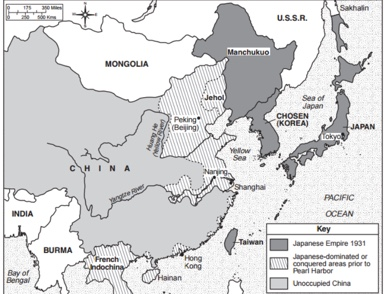 0 175 350 Miles
0 250 500 Kms
U.S.S.R.
Sakhalin
MONGOLIA
Manchukuo
Jehol
Sea of
Japan
CHOSEN
(KOREA)
JAPAN
Tokyo
Peking
(Beijing)
Huang He
(Yellow River)
Yellow
Sea
C H I N A
Nanjing
Shanghai
Yangtze River
PACIFIC
OCEAN
INDIA
BURMA
Taiwan
Hong
Kong
French
Indochina
Hainan
Bay of
Bengal
Key
Japanese Empire 1931
Japanese-dominated or
conquered areas prior to
Pearl Harbor
Unoccupied China